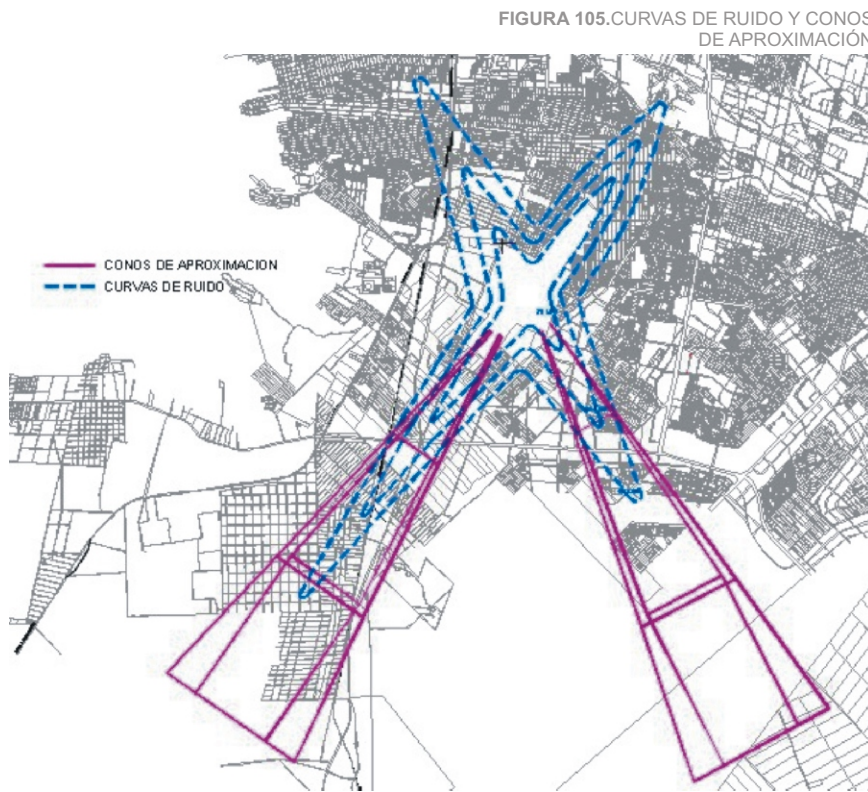 FIGURA 105.CURVAS DE RUIDO Y CONOS
DE APROXIMACIÓN
CONOS DE APROXIMACION
CURVAS DE RUIDO